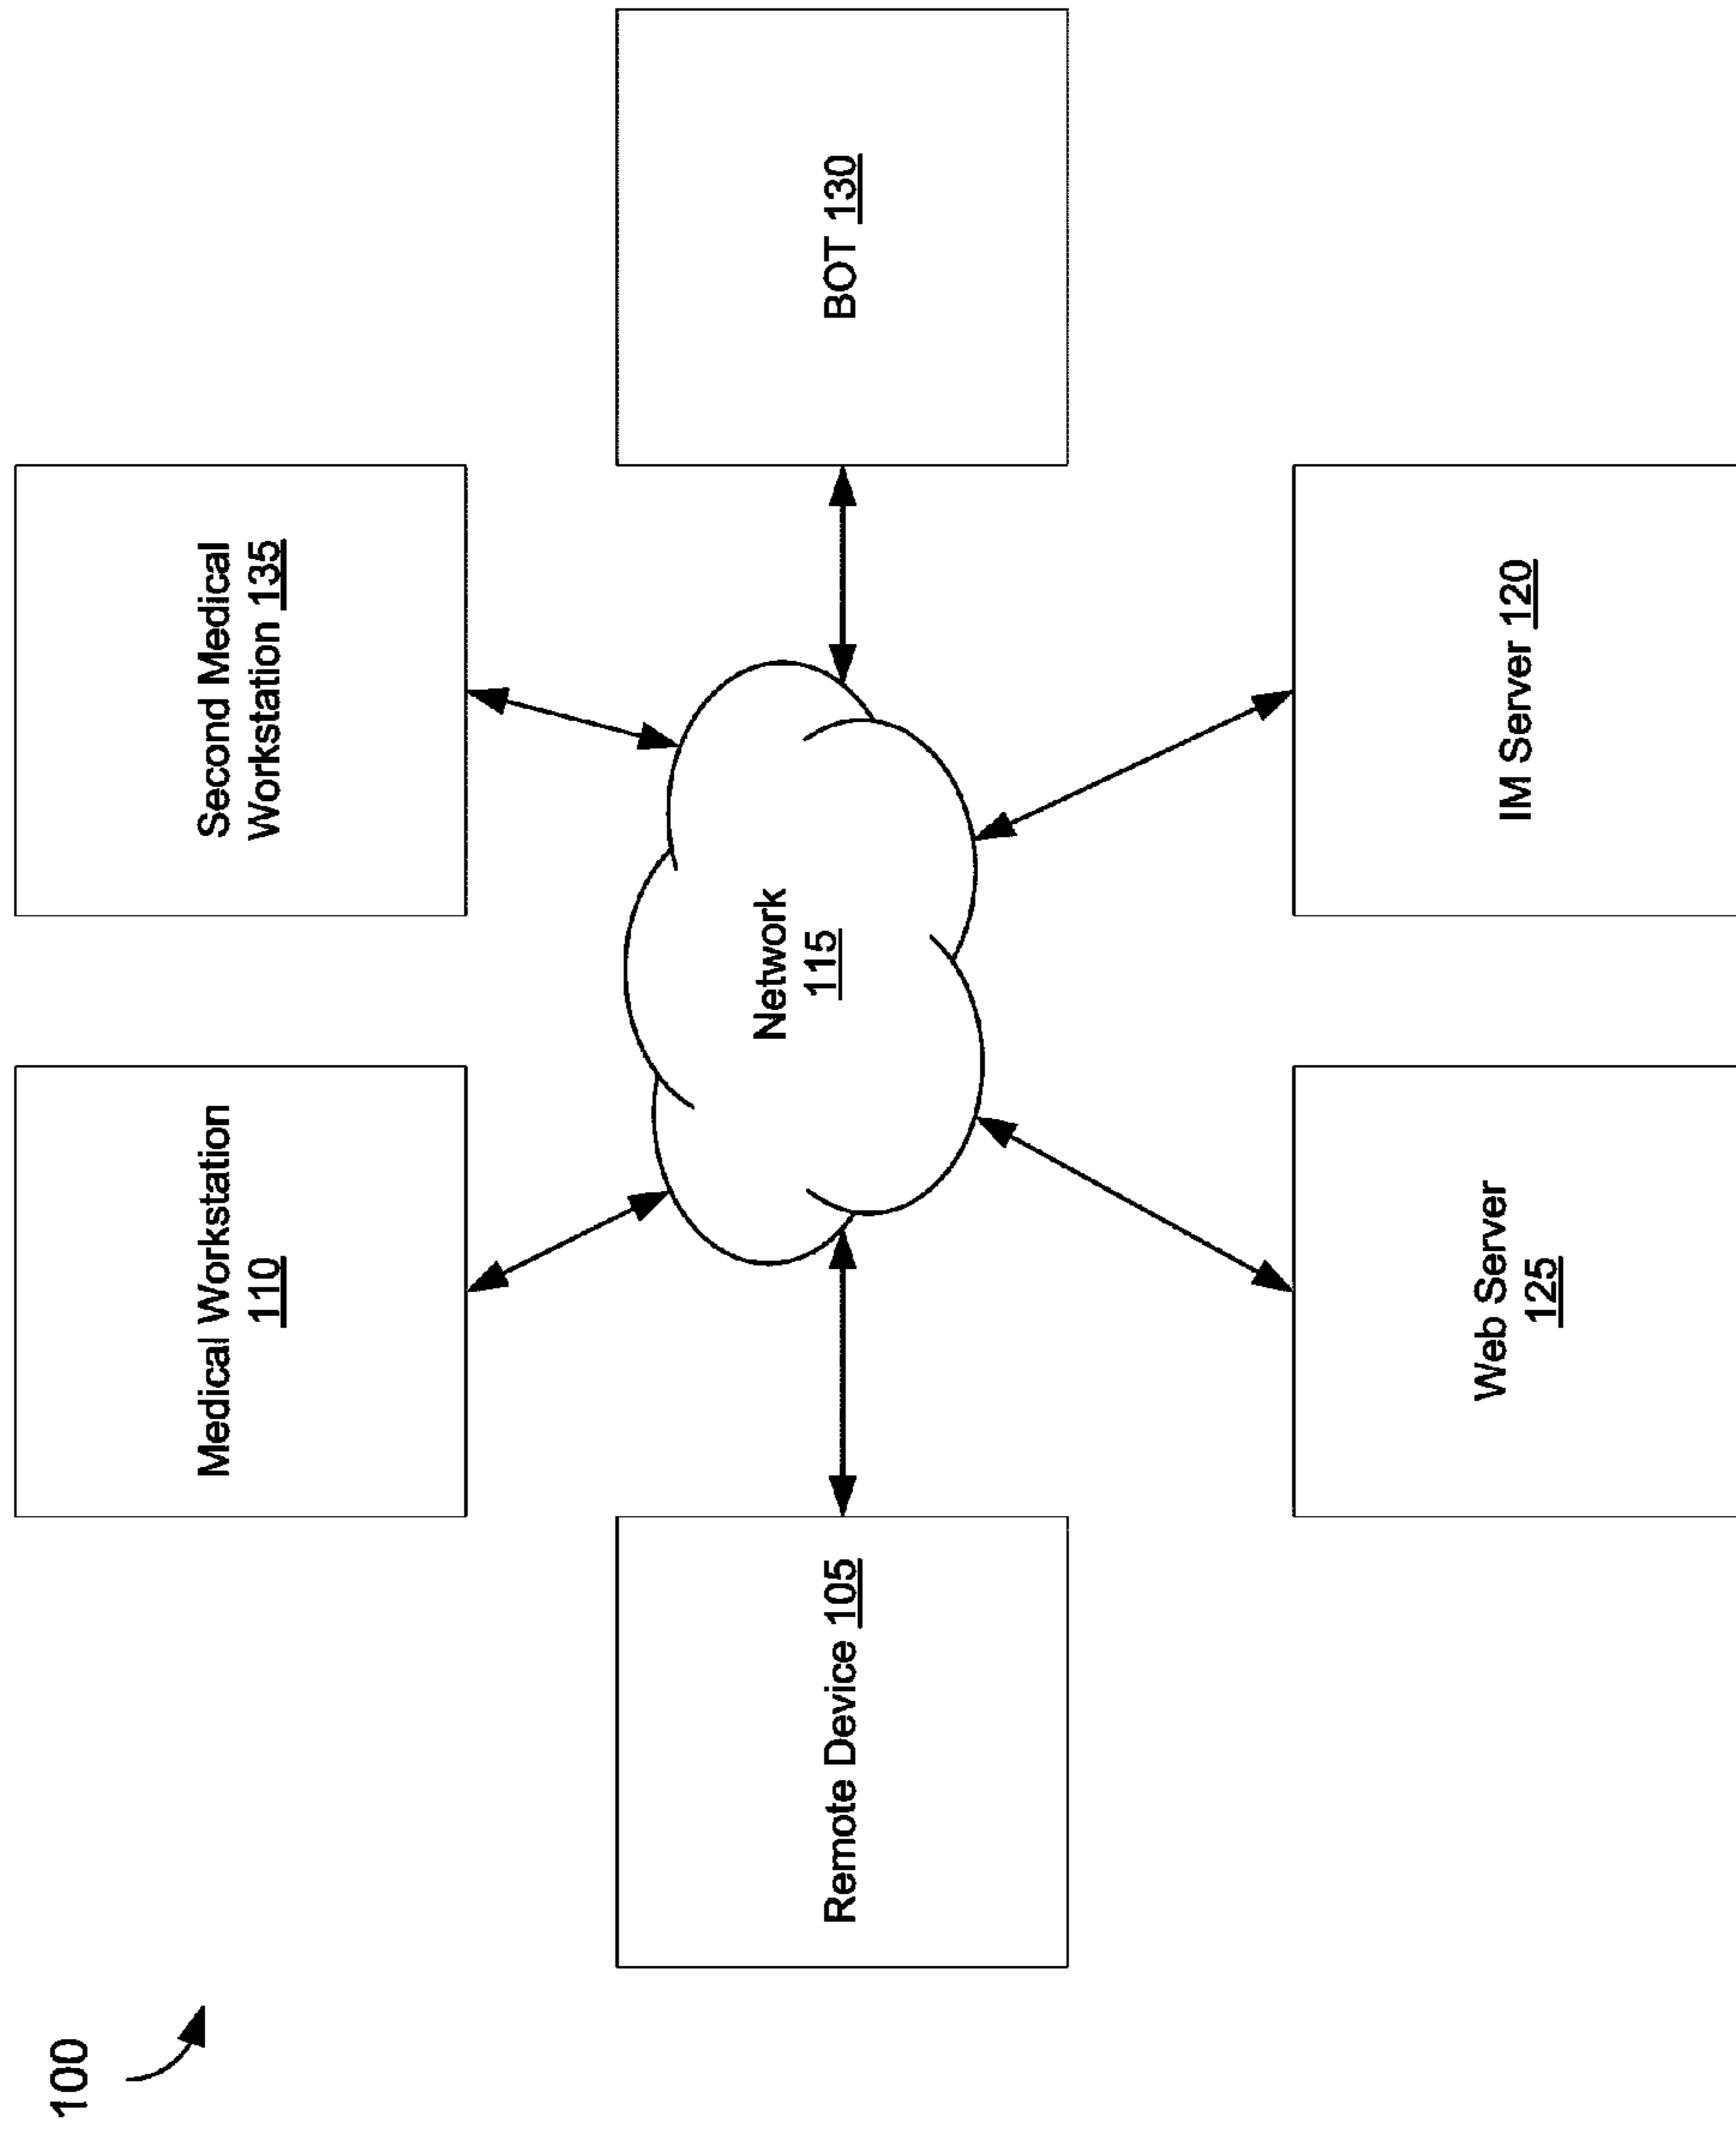 100
Medical Workstation
110
Second Medical
Workstation 135
Remote Device 105
Network
115
BOT 130
Web Server
125
IM Server 120